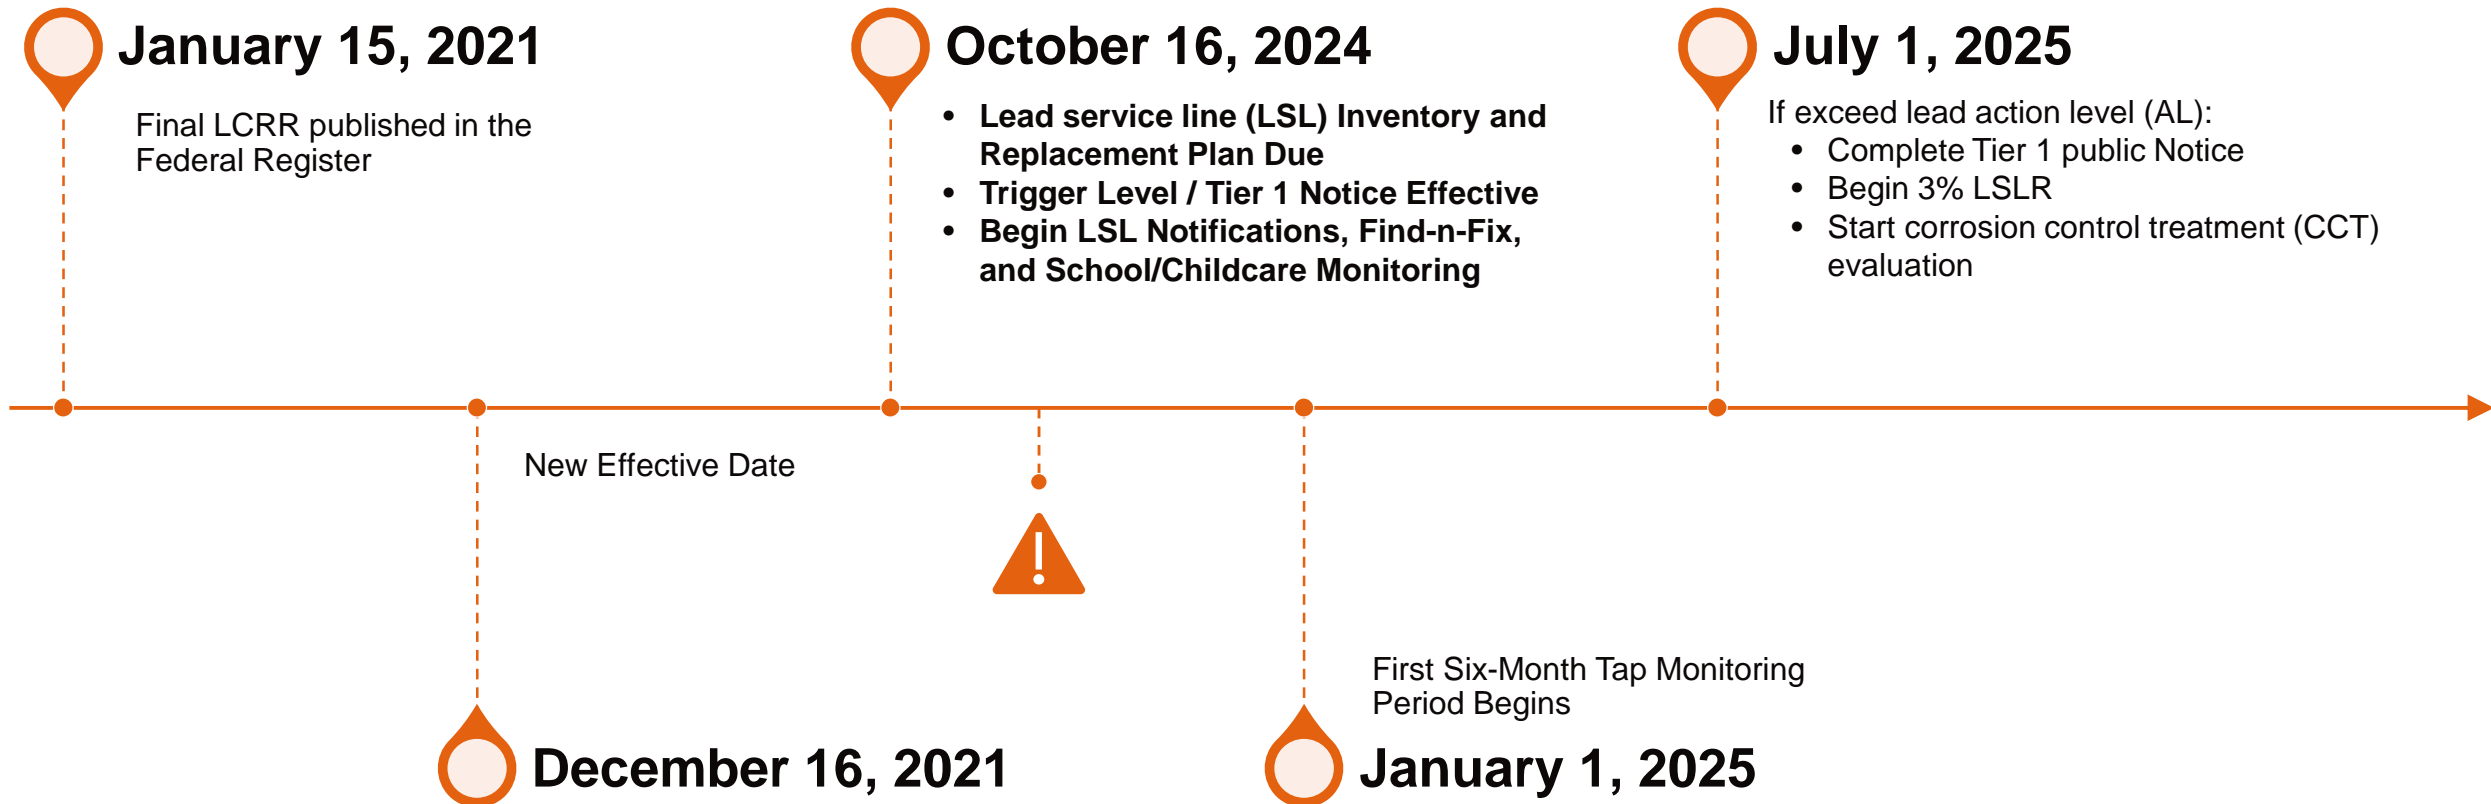 January 15, 2021
Final LCRR published in the
Federal Register
October 16, 2024
• Lead service line (LSL) Inventory and
Replacement Plan Due
• Trigger Level / Tier 1 Notice Effective
• Begin LSL Notifications, Find-n-Fix,
and School/Childcare Monitoring
July 1, 2025
If exceed lead action level (AL):
• Complete Tier 1 public Notice
• Begin 3% LSLR
• Start corrosion control treatment (CCT)
evaluation
New Effective Date
December 16, 2021
First Six-Month Tap Monitoring
Period Begins
January 1, 2025